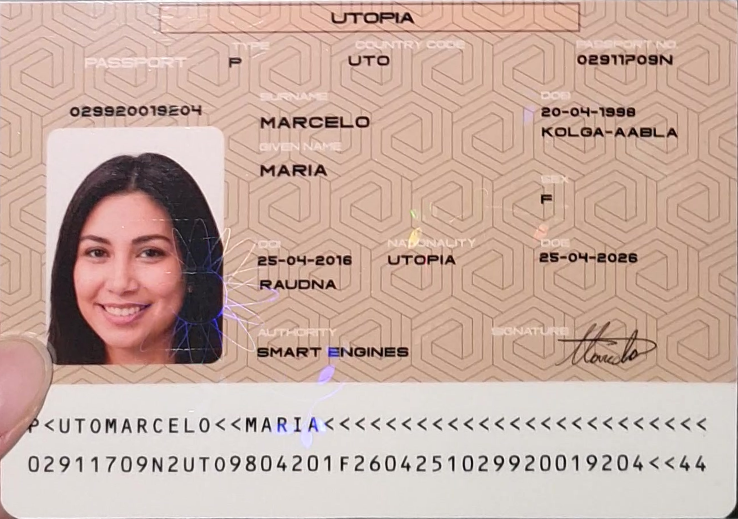 UTOPIA
PASSPORT
TYPE
P
COUNTRY CODE
UTO
PASSPORT NO.
02911709N
029920019204
SURNAME
MARCELO
GIVEN NAME
MARIA
DOB
20-04-1998
KOLGA-AABLA
SEX
F
DOI
25-04-2016
RAUDNA
NATIONALITY
UTOPIA
DOE
25-04-2026
AUTHORITY
SMART ENGINES
SIGNATURE
Marcelo
P<UTOMARCELO<<MARIA<<<<<<<<<<<<<<<<<<<<<<<<<
02911709N2UTO9804201F2604251029920019204<<44